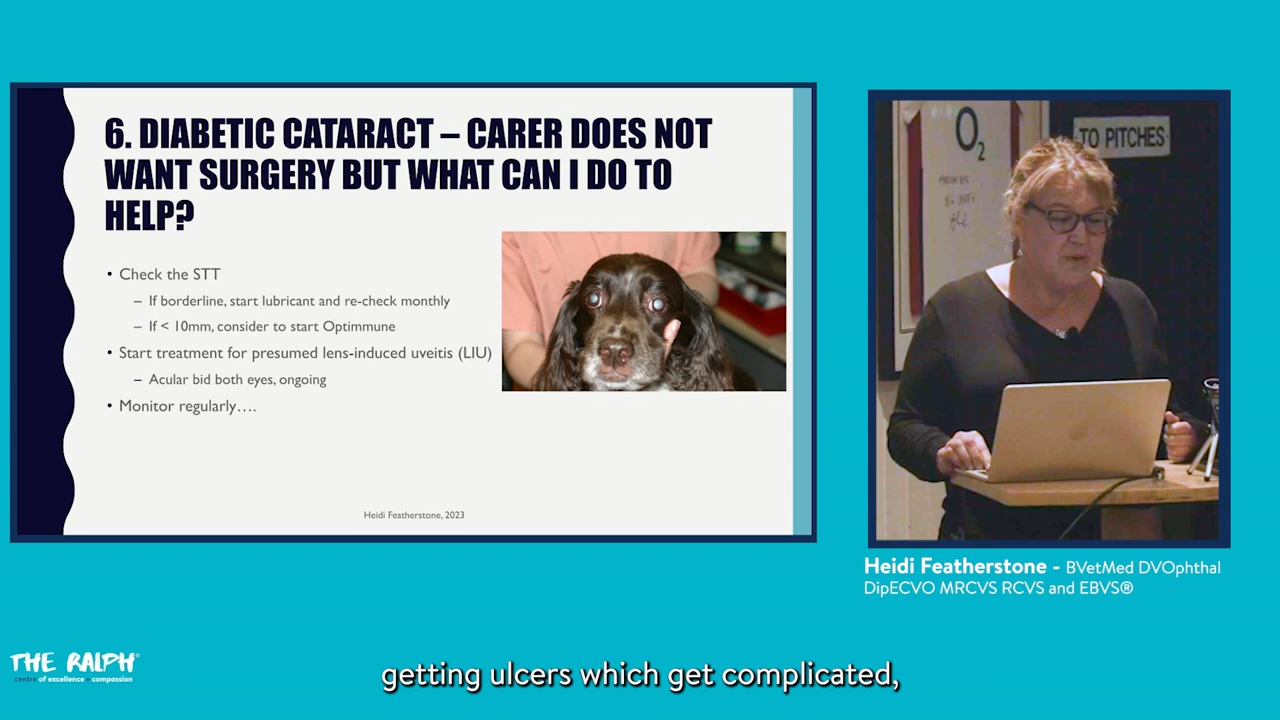 6. DIABETIC CATARACT – CARER DOES NOT
WANT SURGERY BUT WHAT CAN I DO TO
HELP?
• Check the STT
– If borderline, start lubricant and re-check monthly
– If < 10mm, consider to start Optimmune
• Start treatment for presumed lens-induced uveitis (LIU)
– Acular bid both eyes, ongoing
• Monitor regularly….
Heidi Featherstone, 2023
O2
TO PITCHES
Heidi Featherstone - BVetMed DVOphthal
DipECVO MRCVS RCVS and EBVS®
THE RALPH®
centre of excellence + compassion
getting ulcers which get complicated,